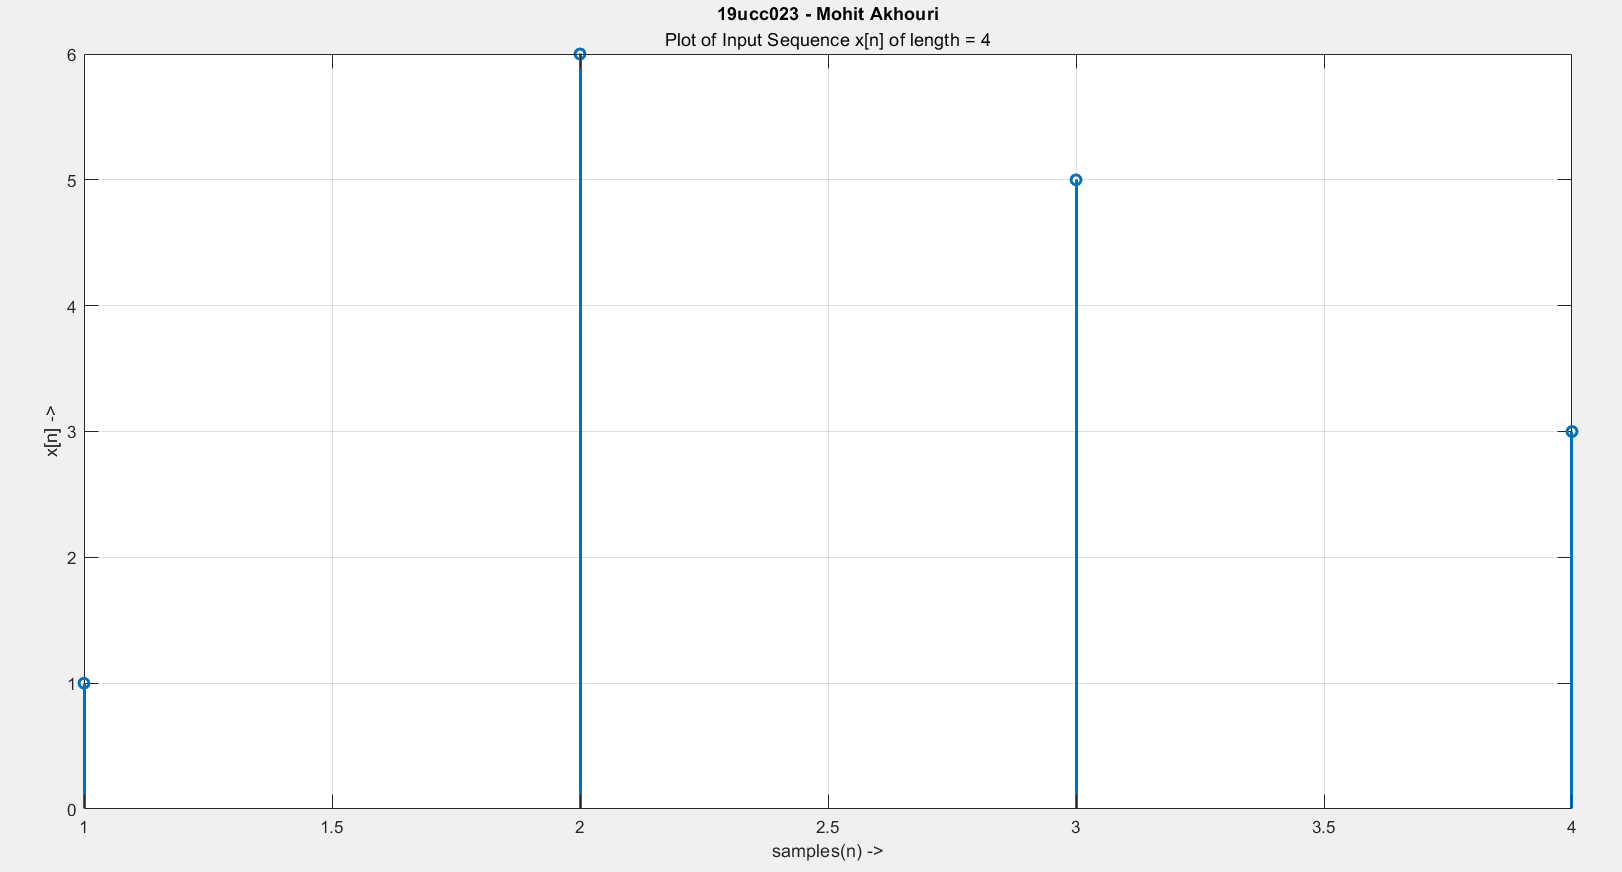 19ucc023 - Mohit Akhouri
Plot of Input Sequence x[n] of length = 4
6
5
4
3
2
1
0
x[n] ->
1 1.5 2 2.5 3 3.5 4
samples(n) ->